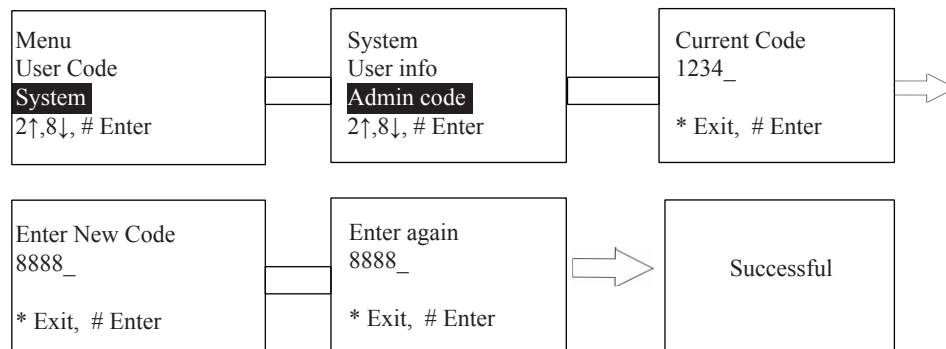 Menu
User Code
System
2↑,8↓, # Enter
System
User info
Admin code
2↑,8↓, # Enter
Current Code
1234_
* Exit, # Enter
Enter New Code
8888_
* Exit, # Enter
Enter again
8888_
* Exit, # Enter
Successful